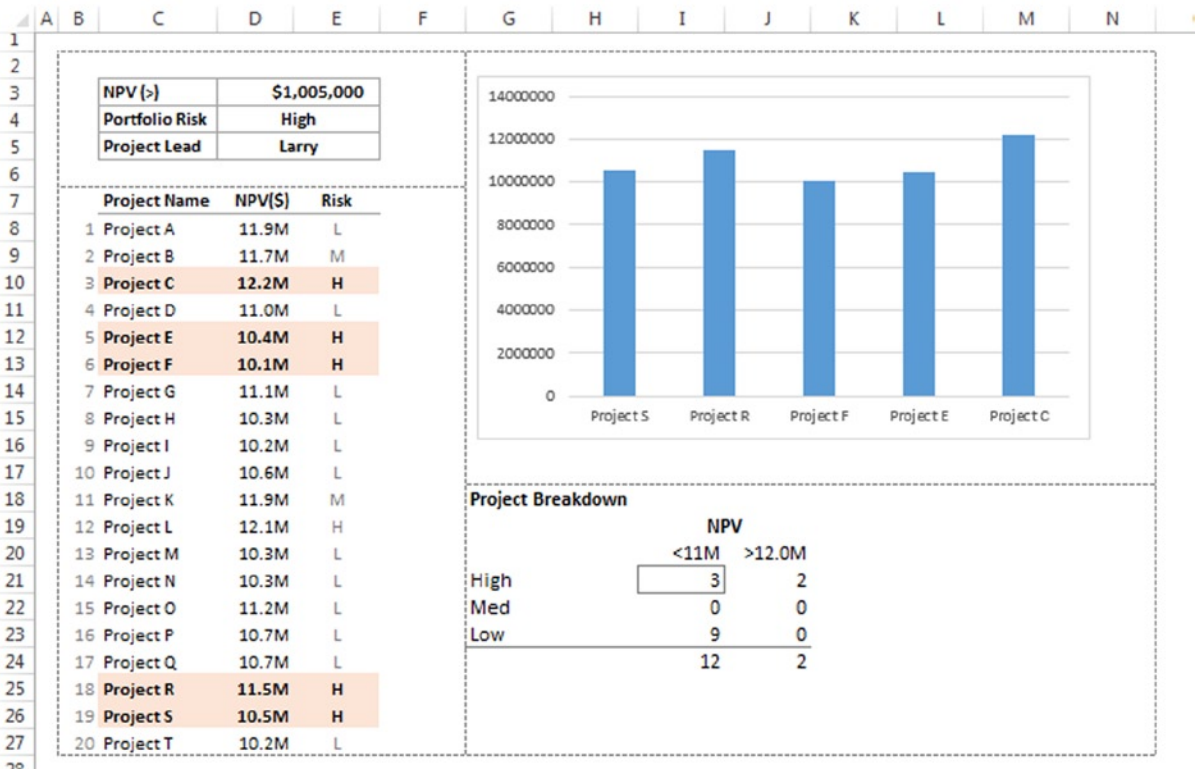 A B C D E F G H I J K L M N
1
2
3 NPV (>) $1,005,000
4 Portfolio Risk High
5 Project Lead Larry
6
7 Project Name NPV($) Risk
8 1 Project A 11.9M L
9 2 Project B 11.7M M
10 3 Project C 12.2M H
11 4 Project D 11.0M L
12 5 Project E 10.4M H
13 6 Project F 10.1M H
14 7 Project G 11.1M L
15 8 Project H 10.3M L
16 9 Project I 10.2M L
17 10 Project J 10.6M L
18 11 Project K 11.9M M
19 12 Project L 12.1M H
20 13 Project M 10.3M L
21 14 Project N 10.3M L
22 15 Project O 11.2M L
23 16 Project P 10.7M L
24 17 Project Q 10.7M L
25 18 Project R 11.5M H
26 19 Project S 10.5M H
27 20 Project T 10.2M L
14000000
12000000
10000000
8000000
6000000
4000000
2000000
0
Project S Project R Project F Project E Project C
Project Breakdown
NPV
<11M >12.0M
High 3 2
Med 0 0
Low 9 0
12 2